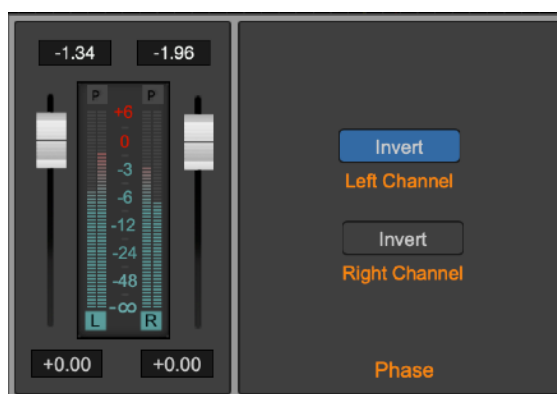 -1.34 -1.96
P P
+6
0
-3
-6
-12
-24
-48
-∞
L R
+0.00 +0.00
Invert
Left Channel
Invert
Right Channel
Phase